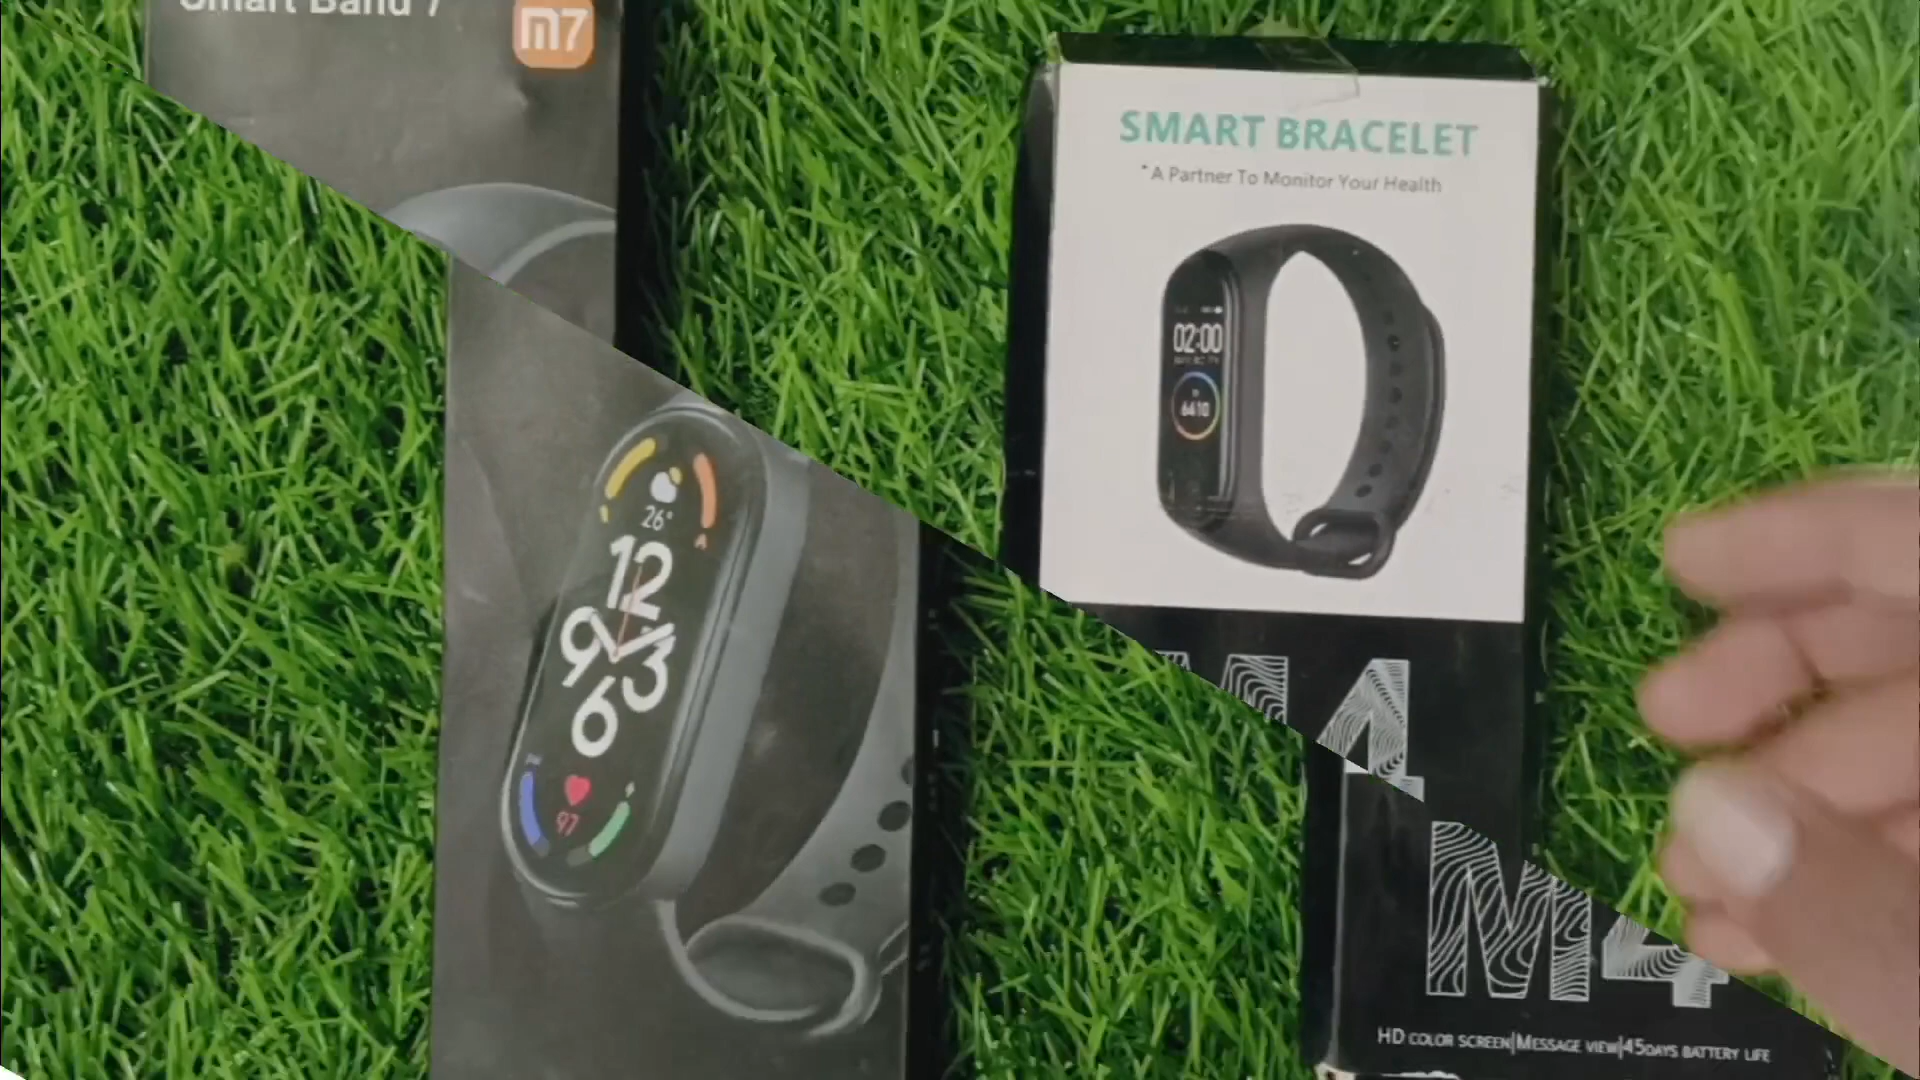 Smart Band 7
m7
SMART BRACELET
*A Partner To Monitor Your Health
02:00
6410
26°
12
9 3
6
97
M4
M4
HD COLOR SCREEN|MESSAGE VIEW|45DAYS BATTERY LIFE